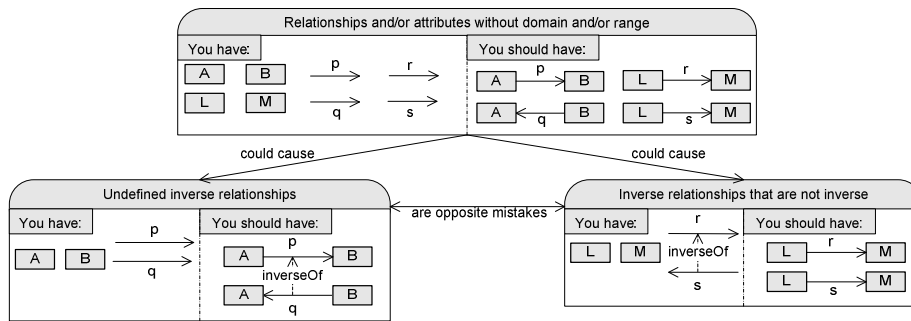 Relationships and/or attributes without domain and/or range
You have:
You should have:
A B p r
L M q s
A p B L r M
A q B L s M
could cause
could cause
Undefined inverse relationships
You have:
You should have:
p
A B
q
p
A B
inverseOf
A B
q
are opposite mistakes
Inverse relationships that are not inverse
You have:
You should have:
r
L M inverseOf
s
r
L M
L M
s